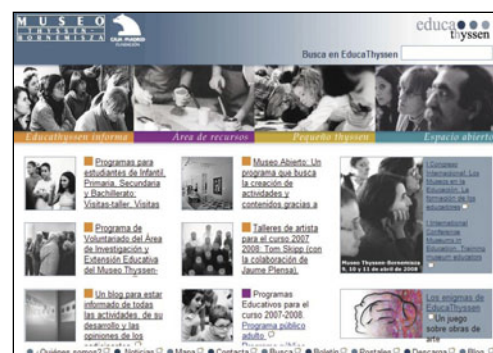 MUSEO
THYSSEN-
BORNEMISZA
CAJA MADRID
FUNDACIÓN
educa
thyssen
Busca en EducaThyssen
Educathyssen informa
Área de recursos
Pequeño thyssen
Espacio abierto
Programas para
estudiantes de Infantil,
Primaria, Secundaria
y Bachillerato:
Visitas-taller, Visitas
Museo Abierto: Un
programa que busca
la creación de
actividades y
contenidos gracias a
I Congreso
Internacional. Los
Museos en la
Educación. La
formación de los
educadores
I International
Conference
Museums in
Education. Training
museum educators
Museo Thyssen-Bornemisza
9, 10 y 11 de abril de 2008
Programa de
Voluntariado del Área
de Investigación y
Extensión Educativa
del Museo Thyssen-
Talleres de artista
para el curso 2007
2008: Tom Skipp (con
la colaboración de
Jaume Plensa),
Un blog para estar
informado de todas
las actividades, de su
desarrollo y las
opiniones de los
Programas
Educativos para el
curso 2007-2008.
Programa público
adulto
Los enigmas de
EducaThyssen
Un juego
sobre obras de
arte
¿Quiénes somos? Noticias Mapa Contacta Busca Boletín Postales Descarga Blog